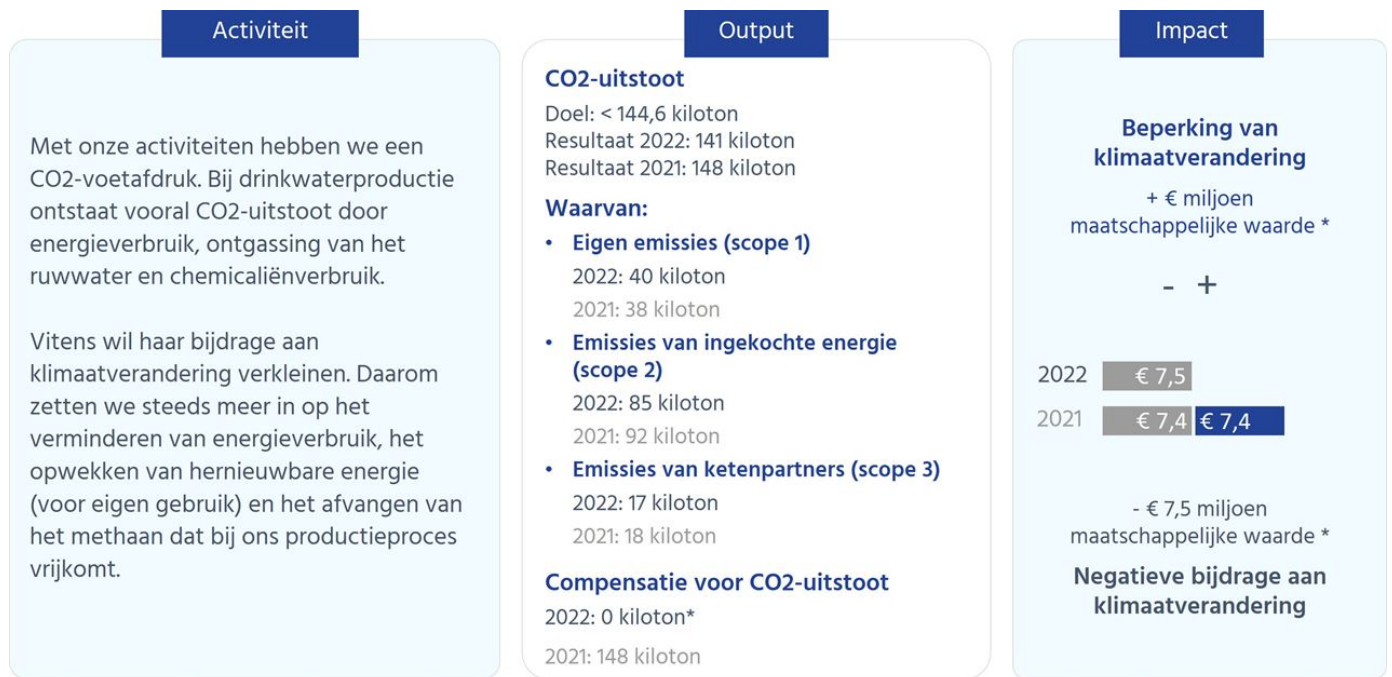 Activiteit
Met onze activiteiten hebben we een
CO2-voetafdruk. Bij drinkwaterproductie
ontstaat vooral CO2-uitstoot door
energieverbruik, ontgassing van het
ruwwater en chemicaliënverbruik.
Vitens wil haar bijdrage aan
klimaatverandering verkleinen. Daarom
zetten we steeds meer in op het
verminderen van energieverbruik, het
opwekken van hernieuwbare energie
(voor eigen gebruik) en het afvangen van
het methaan dat bij ons productieproces
vrijkomt.
Output
CO2-uitstoot
Doel: < 144,6 kiloton
Resultaat 2022: 141 kiloton
Resultaat 2021: 148 kiloton
Waarvan:
• Eigen emissies (scope 1)
2022: 40 kiloton
2021: 38 kiloton
• Emissies van ingekochte energie
(scope 2)
2022: 85 kiloton
2021: 92 kiloton
• Emissies van ketenpartners (scope 3)
2022: 17 kiloton
2021: 18 kiloton
Compensatie voor CO2-uitstoot
2022: 0 kiloton*
2021: 148 kiloton
Impact
Beperking van
klimaatverandering
+ € miljoen
maatschappelijke waarde *
- +
2022 € 7,5
2021 € 7,4 € 7,4
- € 7,5 miljoen
maatschappelijke waarde *
Negatieve bijdrage aan
klimaatverandering